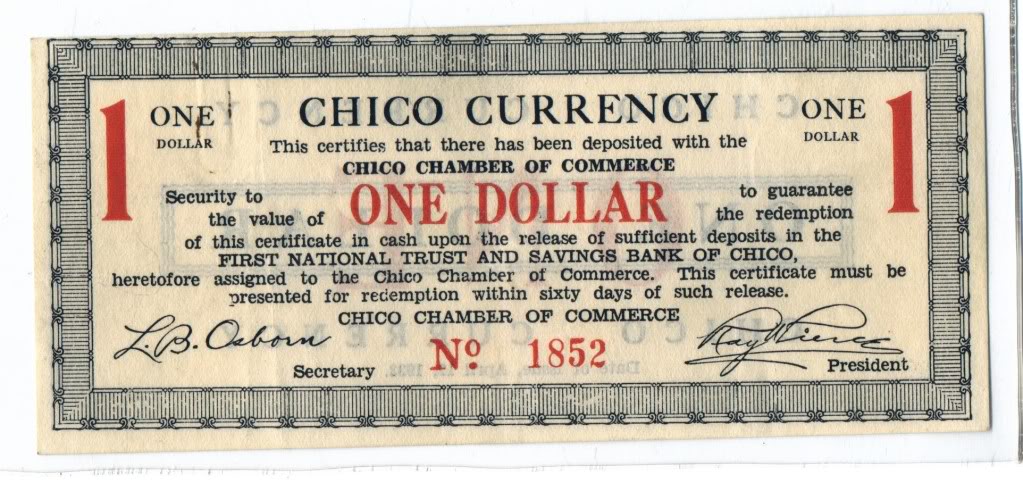 1 ONE DOLLAR CHICO CURRENCY ONE DOLLAR 1
This certifies that there has been deposited with the
CHICO CHAMBER OF COMMERCE
Security to the value of ONE DOLLAR to guarantee the redemption
of this certificate in cash upon the release of sufficient deposits in the
FIRST NATIONAL TRUST AND SAVINGS BANK OF CHICO,
heretofore assigned to the Chico Chamber of Commerce. This certificate must be
presented for redemption within sixty days of such release.
CHICO CHAMBER OF COMMERCE
L. B. Osborn
Secretary
No 1852
Ray Pierce
President